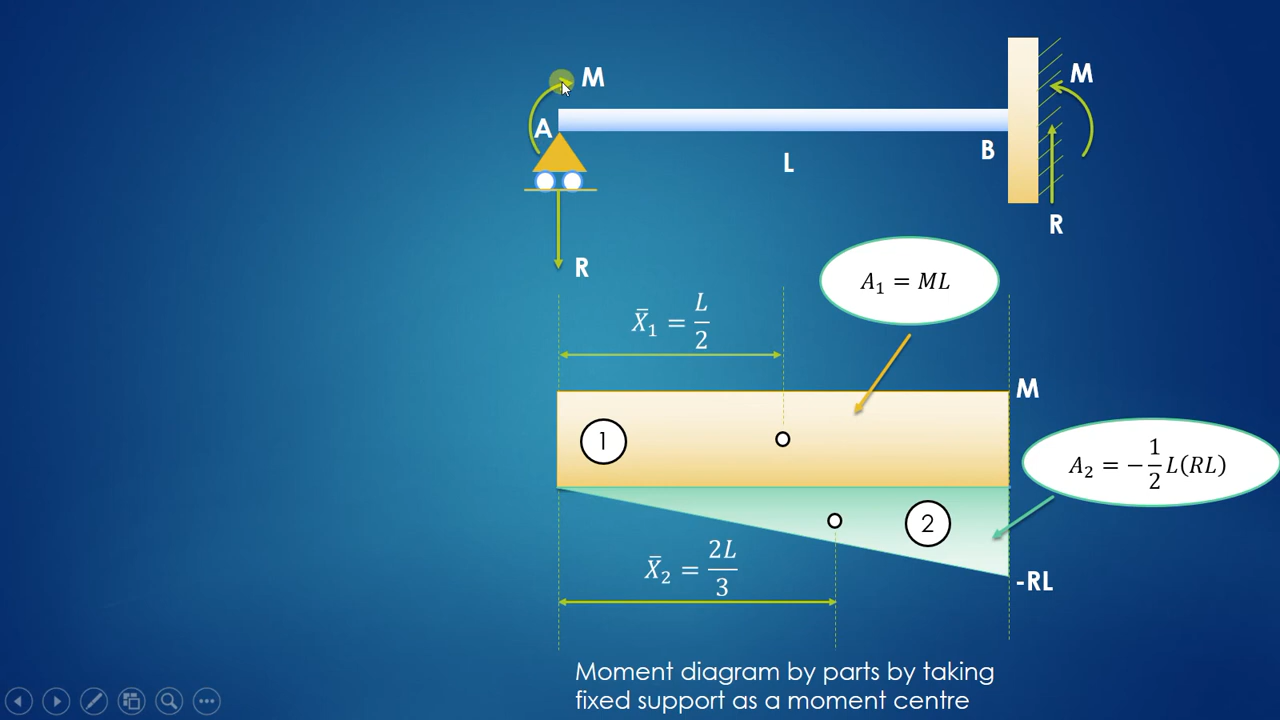 M
M
A
B
L
R
R
A₁ = ML
X̄₁ = L/2
M
1
A₂ = −1/2 L(RL)
2
X̄₂ = 2L/3
-RL
Moment diagram by parts by taking
fixed support as a moment centre